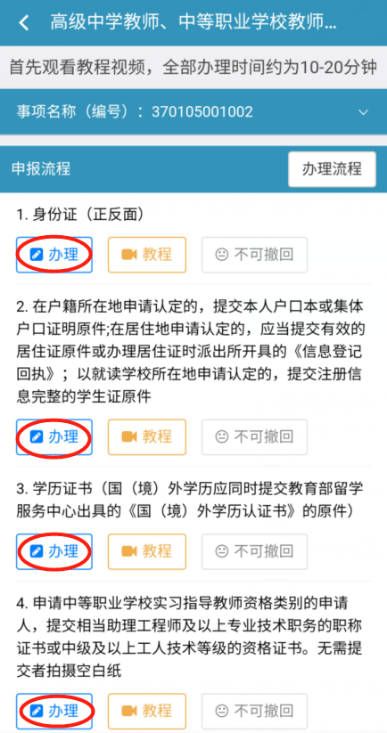 高级中学教师、中等职业学校教师...
首先观看教程视频，全部办理时间约为10-20分钟
事项名称（编号）：370105001002
申报流程 办理流程
1. 身份证（正反面）
办理 教程 不可撤回
2. 在户籍所在地申请认定的，提交本人户口本或集体
户口证明原件;在居住地申请认定的，应当提交有效的
居住证原件或办理居住证时派出所开具的《信息登记
回执》；以就读学校所在地申请认定的，提交注册信
息完整的学生证原件
办理 教程 不可撤回
3. 学历证书（国（境）外学历应同时提交教育部留学
服务中心出具的《国（境）外学历认证书》的原件）
办理 教程 不可撤回
4. 申请中等职业学校实习指导教师资格类别的申请
人，提交相当助理工程师及以上专业技术职务的职称
证书或中级及以上工人技术等级的资格证书。无需提
交者拍摄空白纸
办理 教程 不可撤回